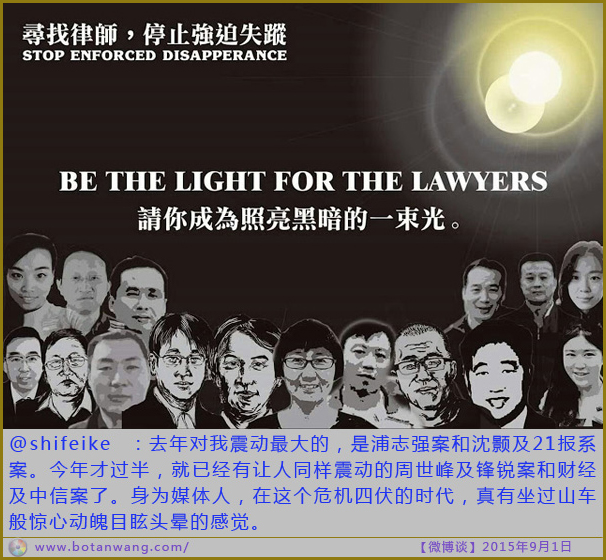 尋找律師，停止強迫失蹤
STOP ENFORCED DISAPPERANCE
BE THE LIGHT FOR THE LAWYERS
請你成為照亮黑暗的一束光。
@shifeike ：去年对我震动最大的，是浦志强案和沈颢及21报系
案。今年才过半，就已经有让人同样震动的周世峰及锋锐案和财经
及中信案了。身为媒体人，在这个危机四伏的时代，真有坐过山车
般惊心动魄目眩头晕的感觉。
www.botanwang.com/ 【微博谈】2015年9月1日